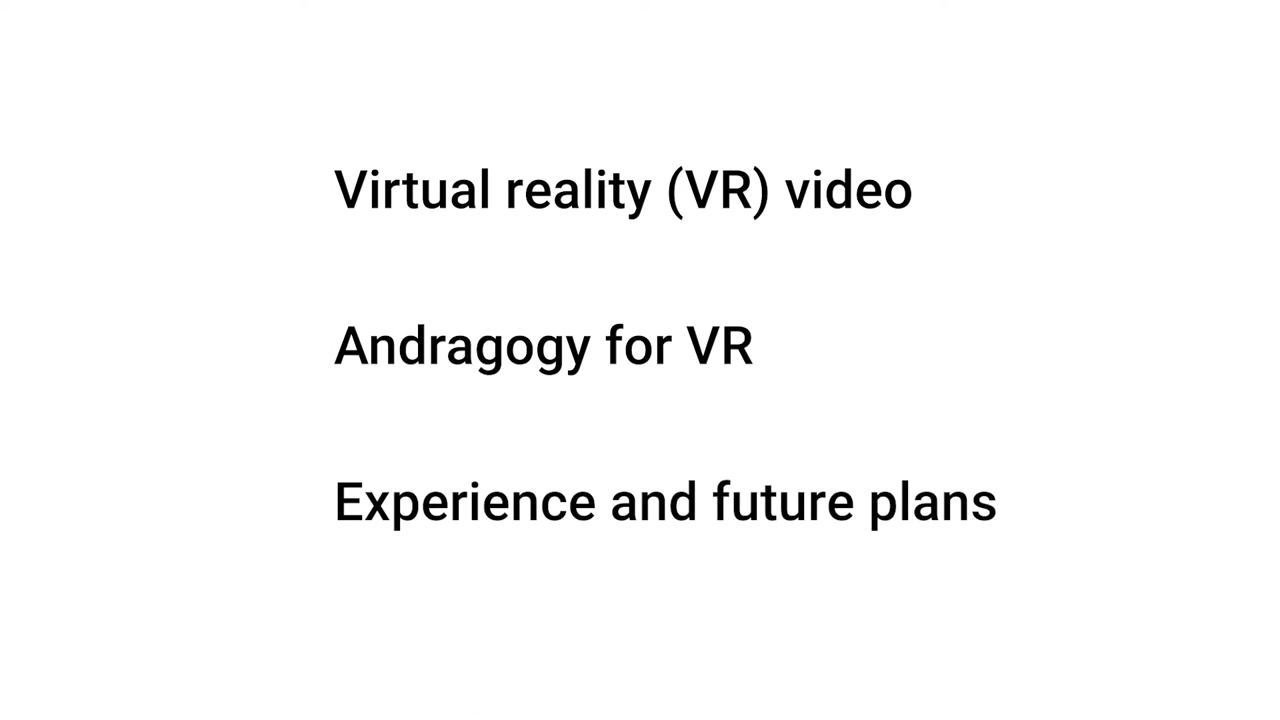 Virtual reality (VR) video
Andragogy for VR
Experience and future plans